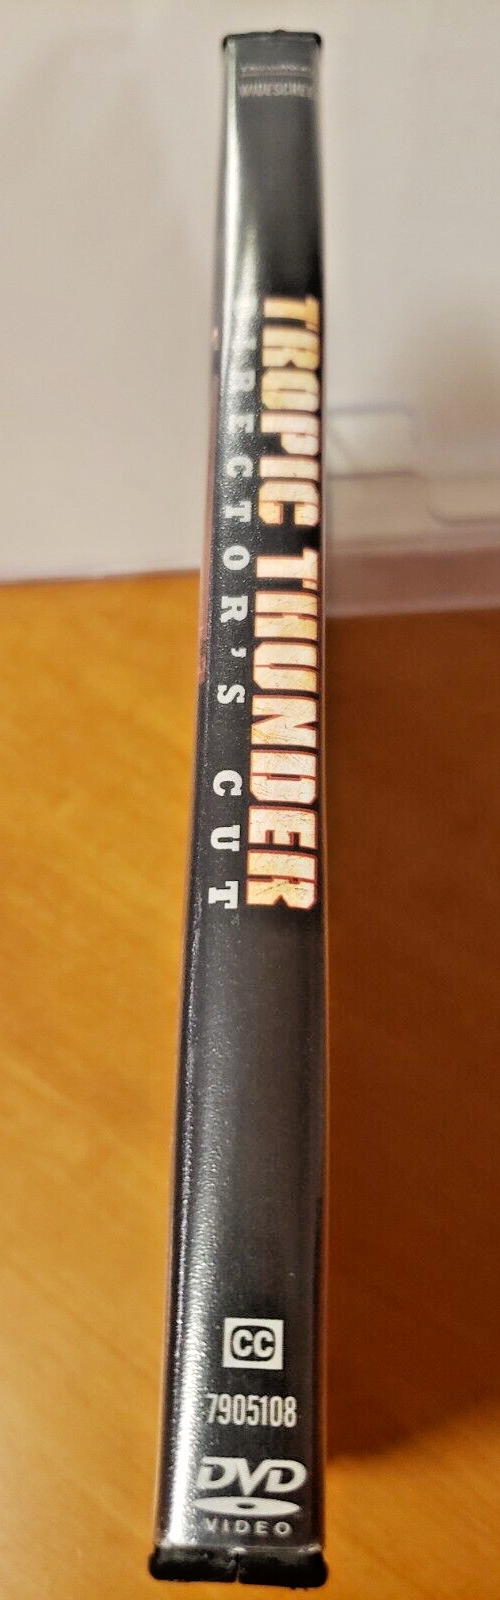 WIDESCREEN
TROPIC THUNDER
DIRECTOR'S CUT
CC
7905108
DVD
VIDEO